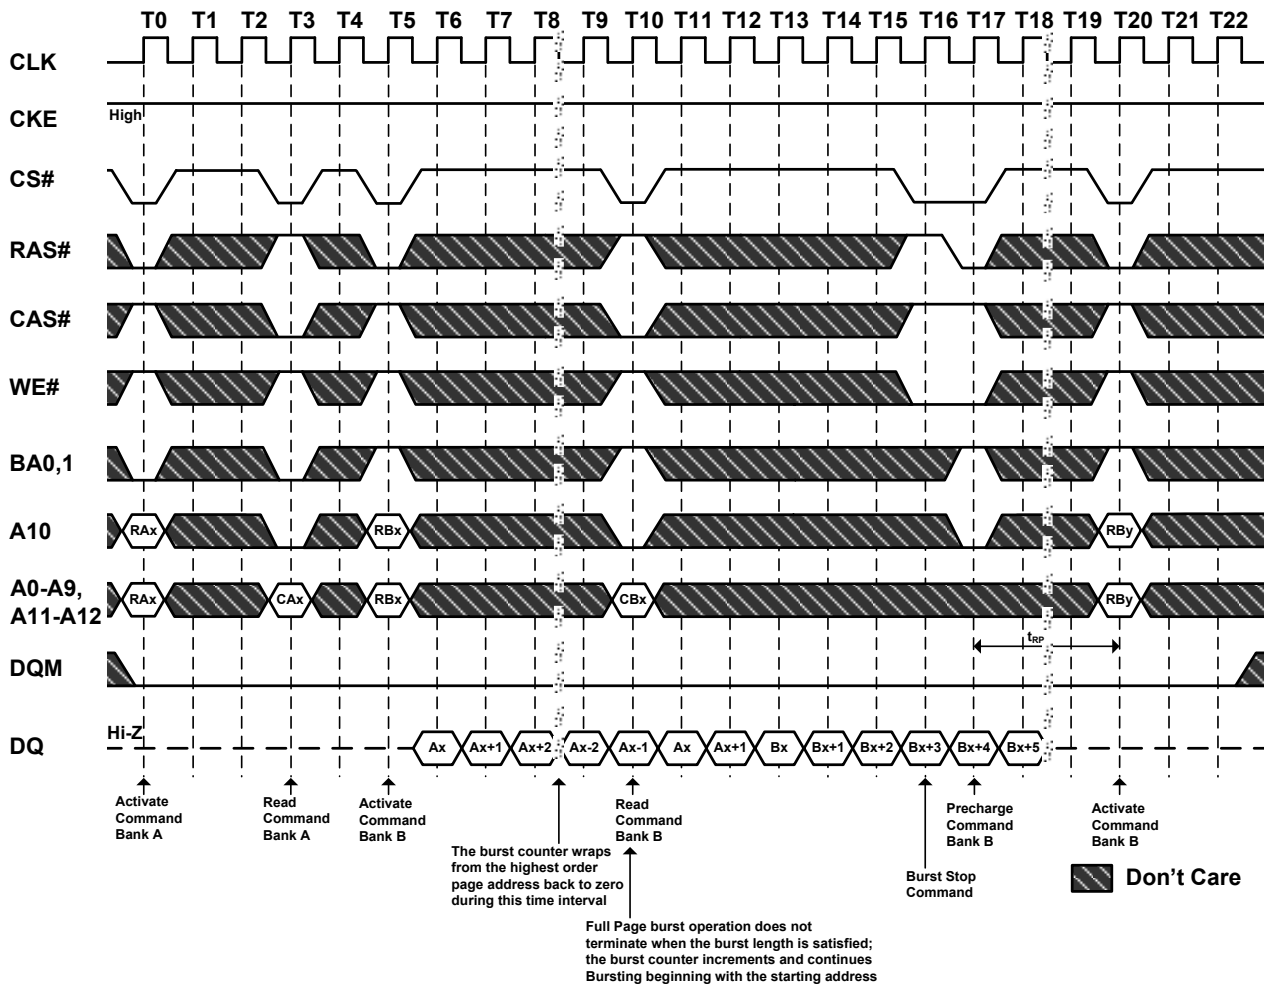 T0 T1 T2 T3 T4 T5 T6 T7 T8 T9 T10 T11 T12 T13 T14 T15 T16 T17 T18 T19 T20 T21 T22
CLK
CKE High
CS#
RAS#
CAS#
WE#
BA0,1
A10 RAx RBx RBy
A0-A9,
A11-A12 RAx CAx RBx CBx RBy
tRP
DQM
Hi-Z
DQ Ax Ax+1 Ax+2 Ax-2 Ax-1 Ax Ax+1 Bx Bx+1 Bx+2 Bx+3 Bx+4 Bx+5
Activate
Command
Bank A
Read
Command
Bank A
Activate
Command
Bank B
The burst counter wraps
from the highest order
page address back to zero
during this time interval
Read
Command
Bank B
Full Page burst operation does not
terminate when the burst length is satisfied;
the burst counter increments and continues
Bursting beginning with the starting address
Burst Stop
Command
Precharge
Command
Bank B
Activate
Command
Bank B
Don't Care